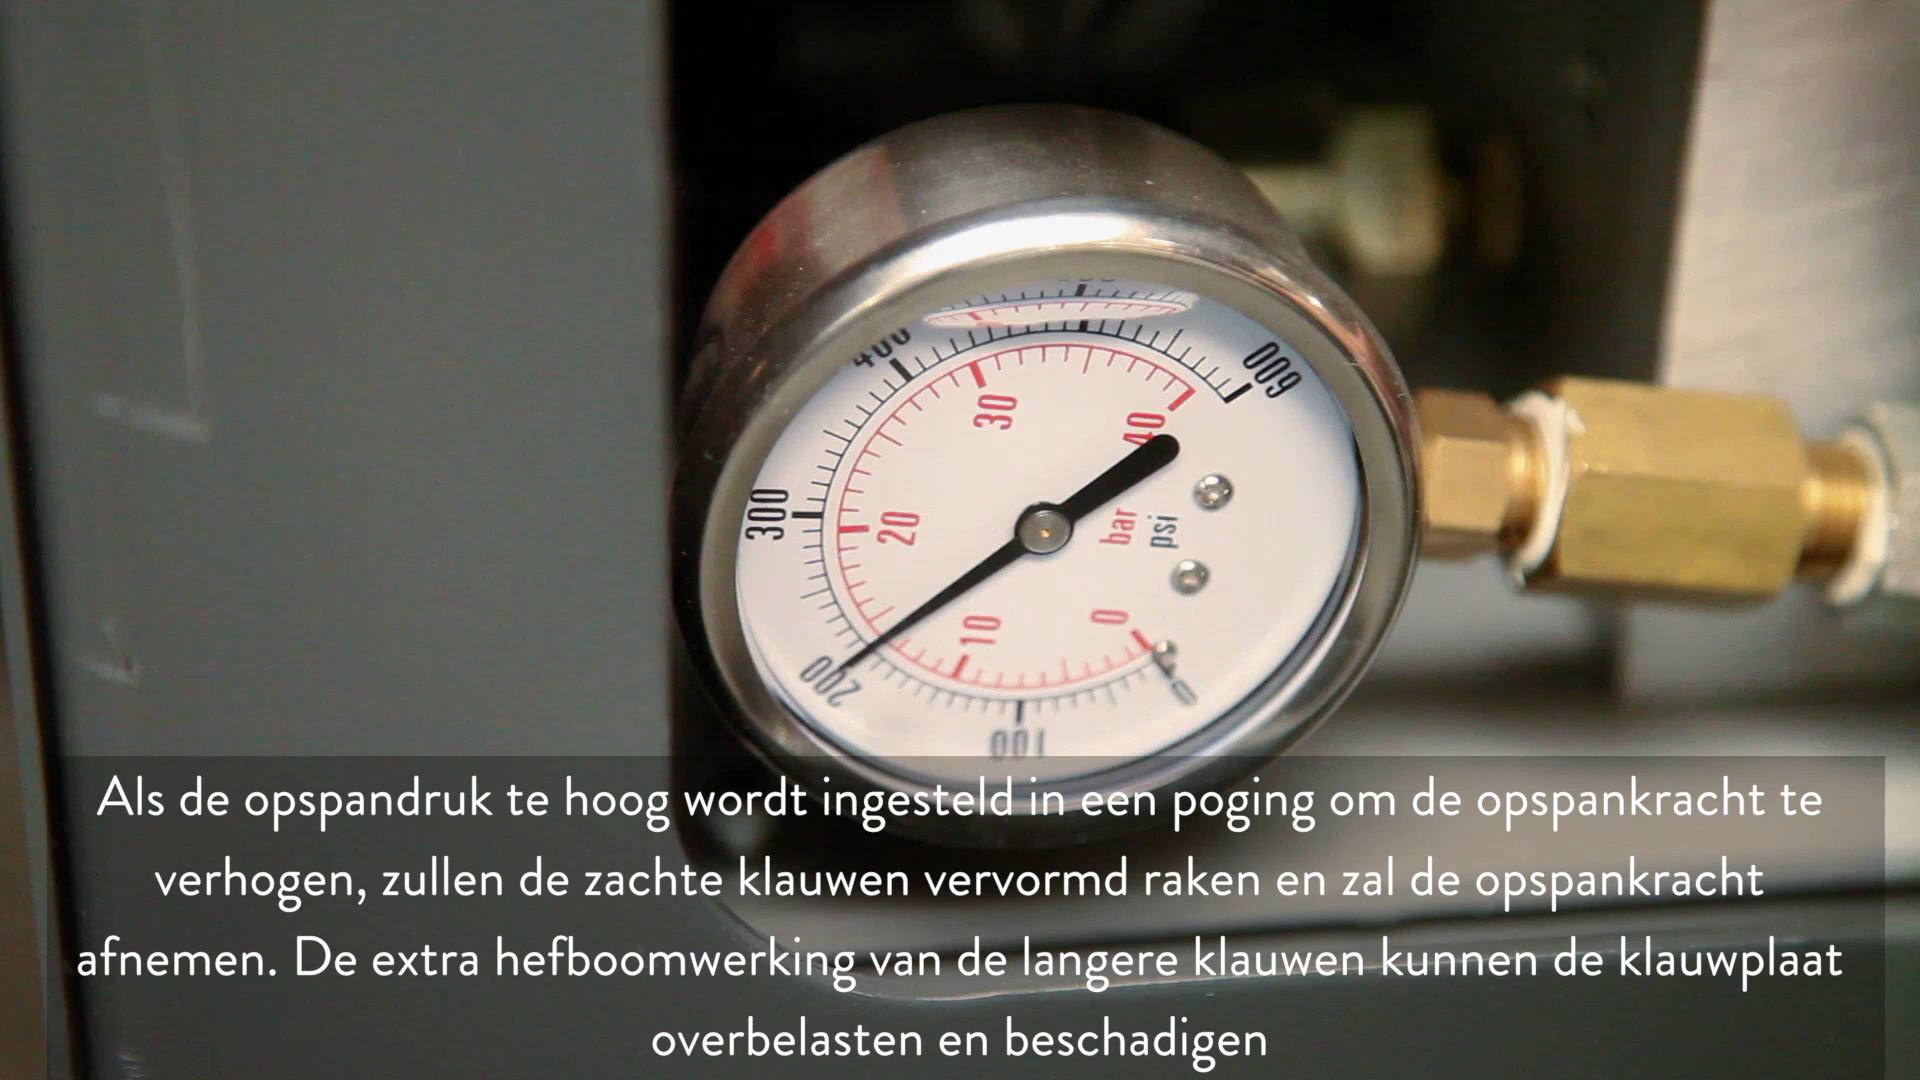 400
600
300
30
40
20
bar
psi
10
0
200
0
100
Als de opspandruk te hoog wordt ingesteld in een poging om de opspankracht te
verhogen, zullen de zachte klauwen vervormd raken en zal de opspankracht
afnemen. De extra hefboomwerking van de langere klauwen kunnen de klauwplaat
overbelasten en beschadigen